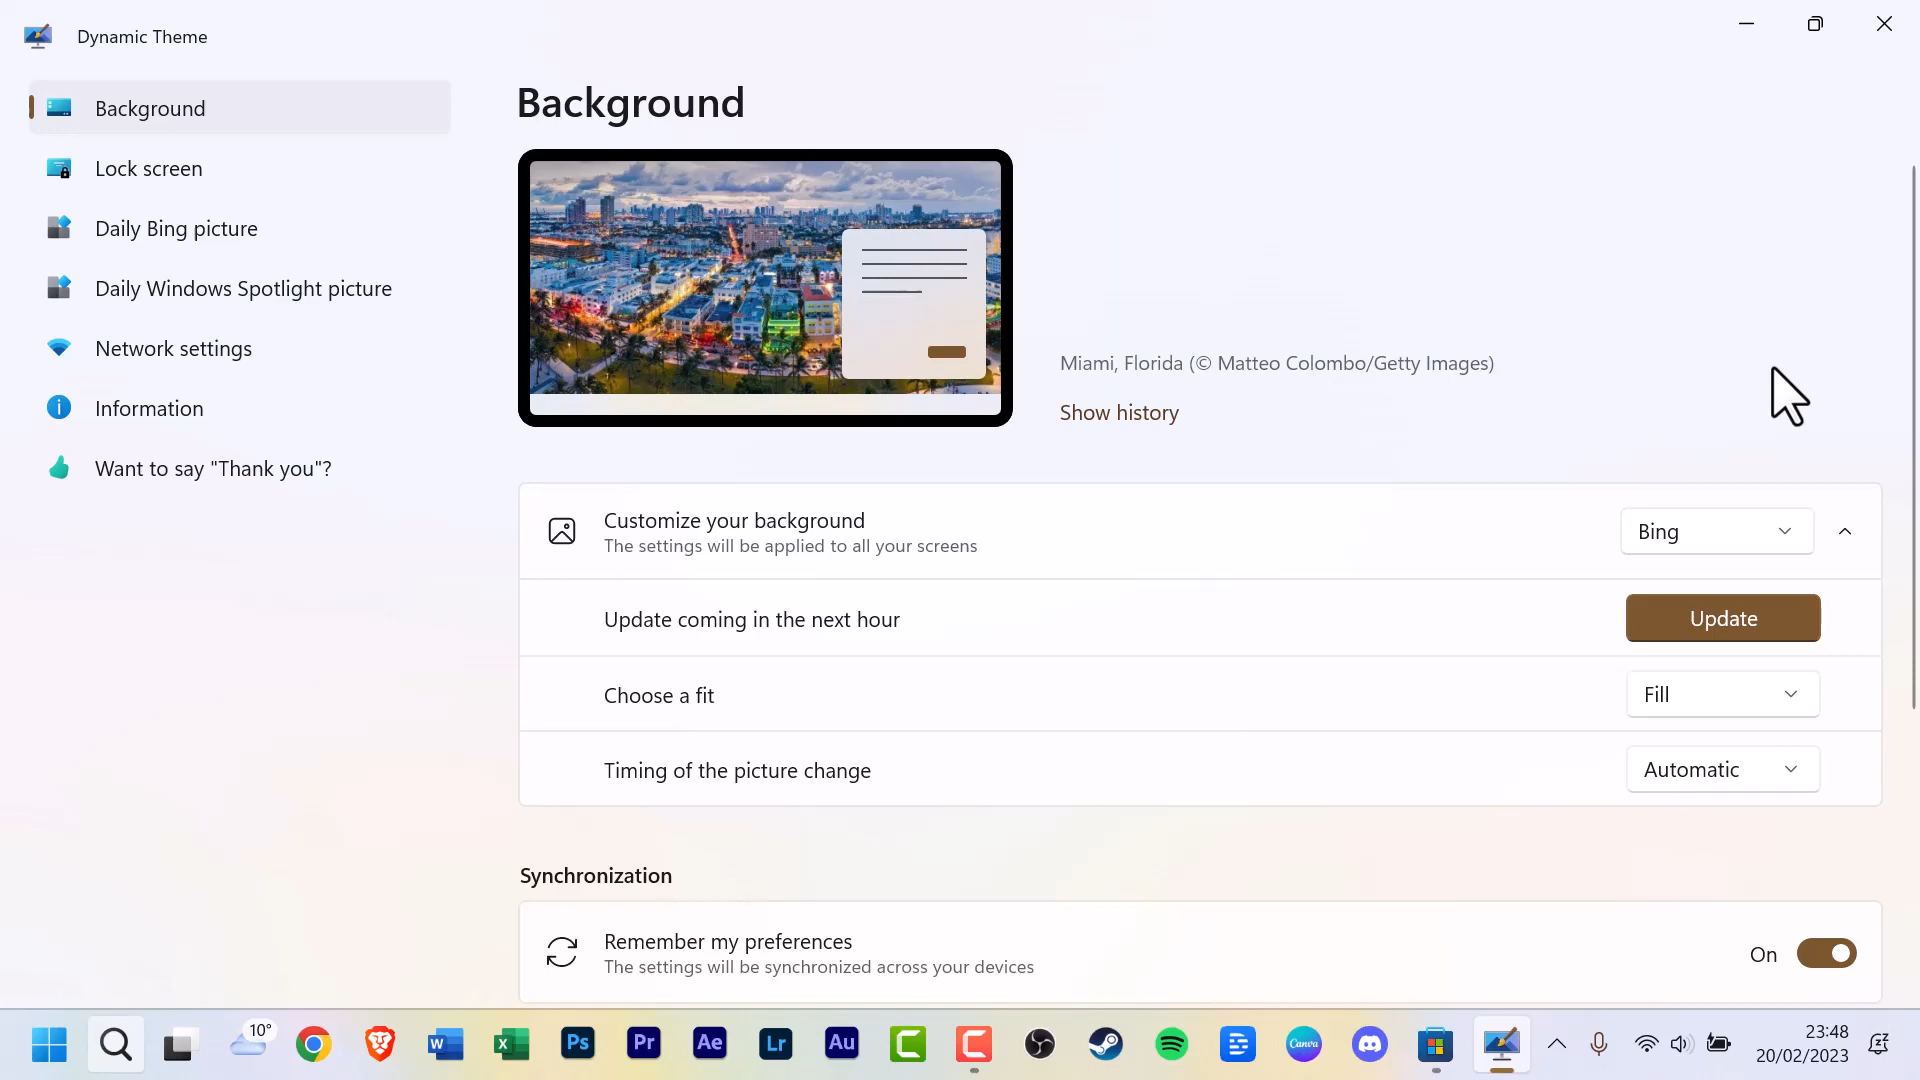 Dynamic Theme
Background
Lock screen
Daily Bing picture
Daily Windows Spotlight picture
Network settings
Information
Want to say "Thank you"?
Background
Miami, Florida (© Matteo Colombo/Getty Images)
Show history
Customize your background
The settings will be applied to all your screens
Bing
Update coming in the next hour
Update
Choose a fit
Fill
Timing of the picture change
Automatic
Synchronization
Remember my preferences
The settings will be synchronized across your devices
On
10°
W
X
Ps
Pr
Ae
Lr
Au
Canva
23:48
20/02/2023